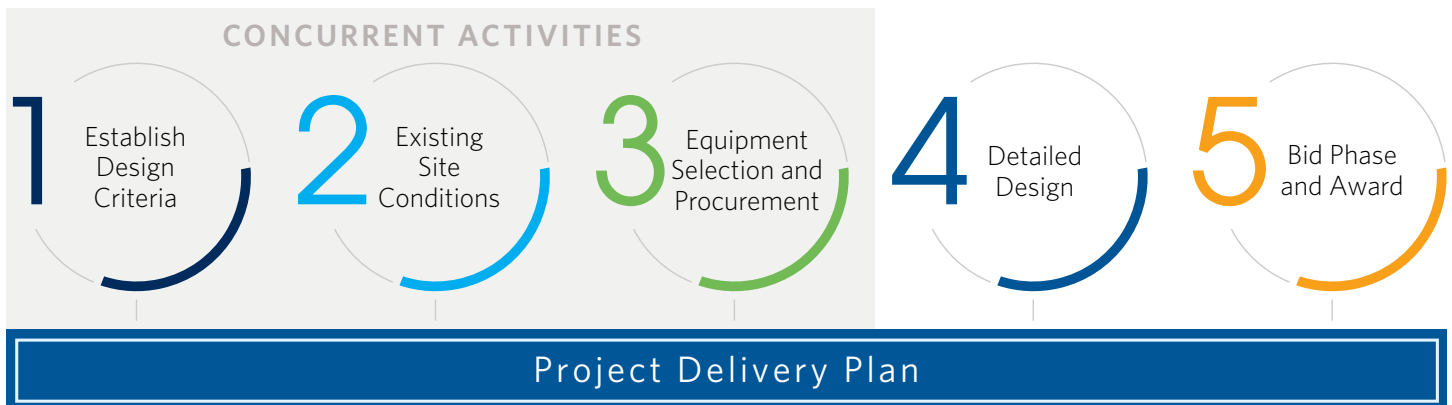 CONCURRENT ACTIVITIES
1
Establish
Design
Criteria
2
Existing
Site
Conditions
3
Equipment
Selection and
Procurement
4
Detailed
Design
5
Bid Phase
and Award
Project Delivery Plan